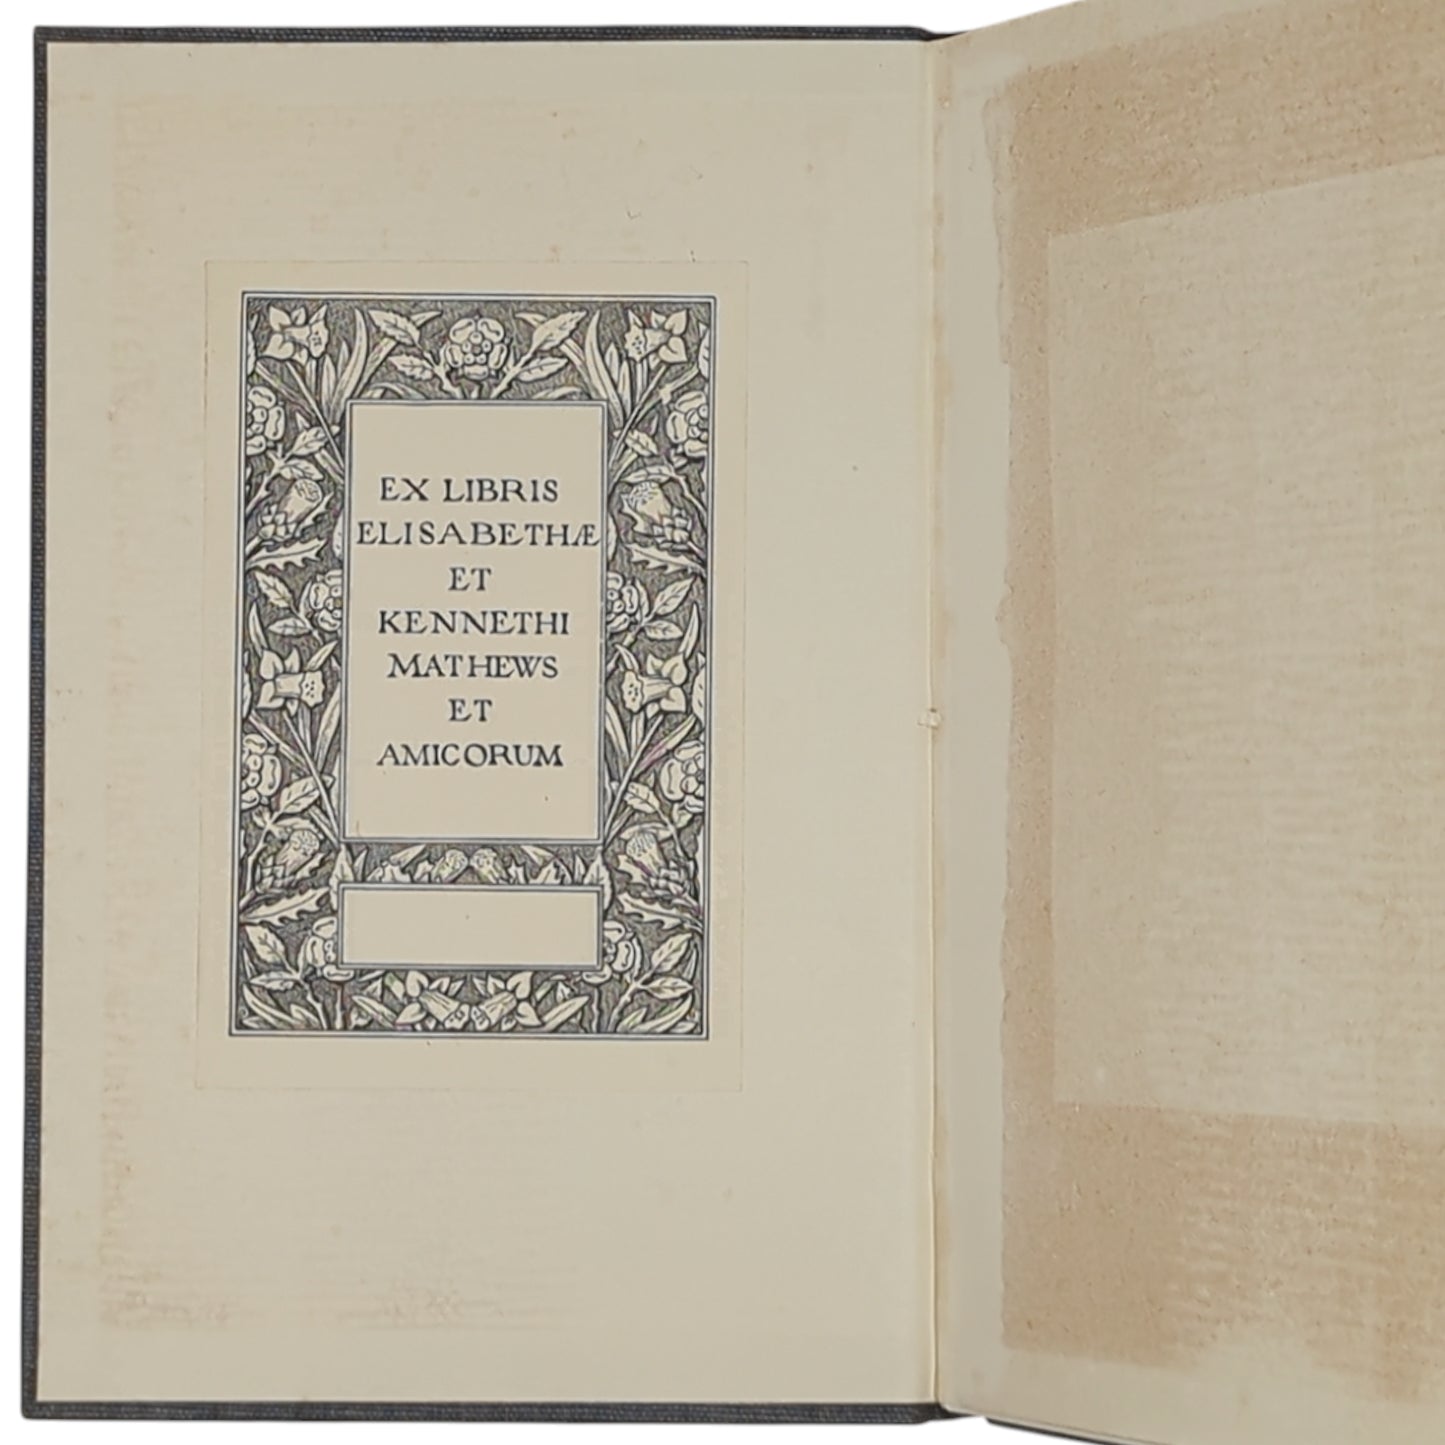 EX LIBRIS
ELISABETHÆ
ET
KENNETHI
MATHEWS
ET
AMICORUM